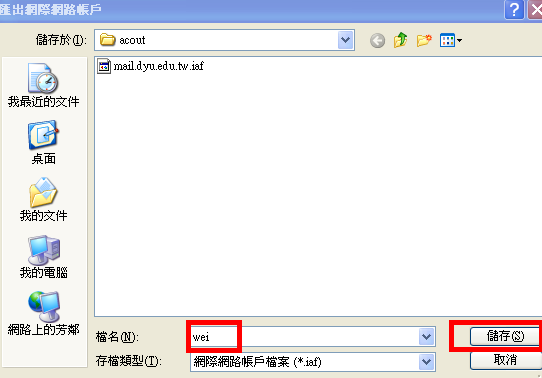 匯出網際網路帳戶
儲存於(I):
acout
mail.dyu.edu.tw.iaf
我最近的文件
桌面
我的文件
我的電腦
網路上的芳鄰
檔名(N):
wei
儲存(S)
存檔類型(T):
網際網路帳戶檔案 (*.iaf)
取消